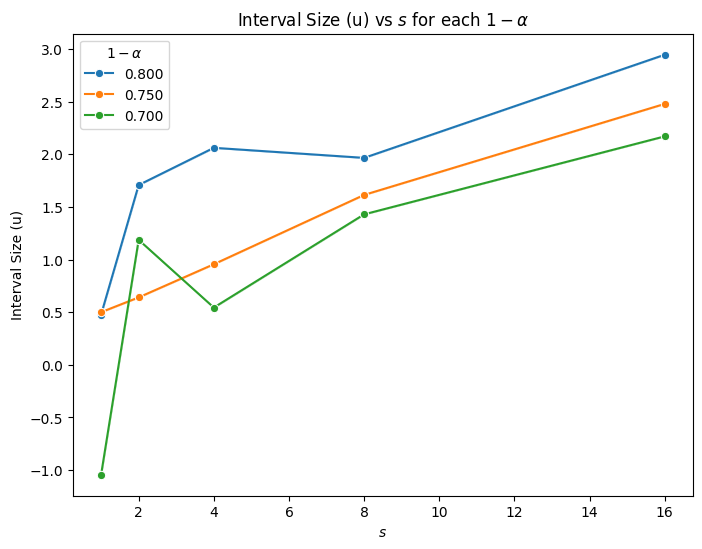 Interval Size (u) vs s for each 1 − α
1 − α
0.800
0.750
0.700
Interval Size (u)
3.0
2.5
2.0
1.5
1.0
0.5
0.0
−0.5
−1.0
2 4 6 8 10 12 14 16
s